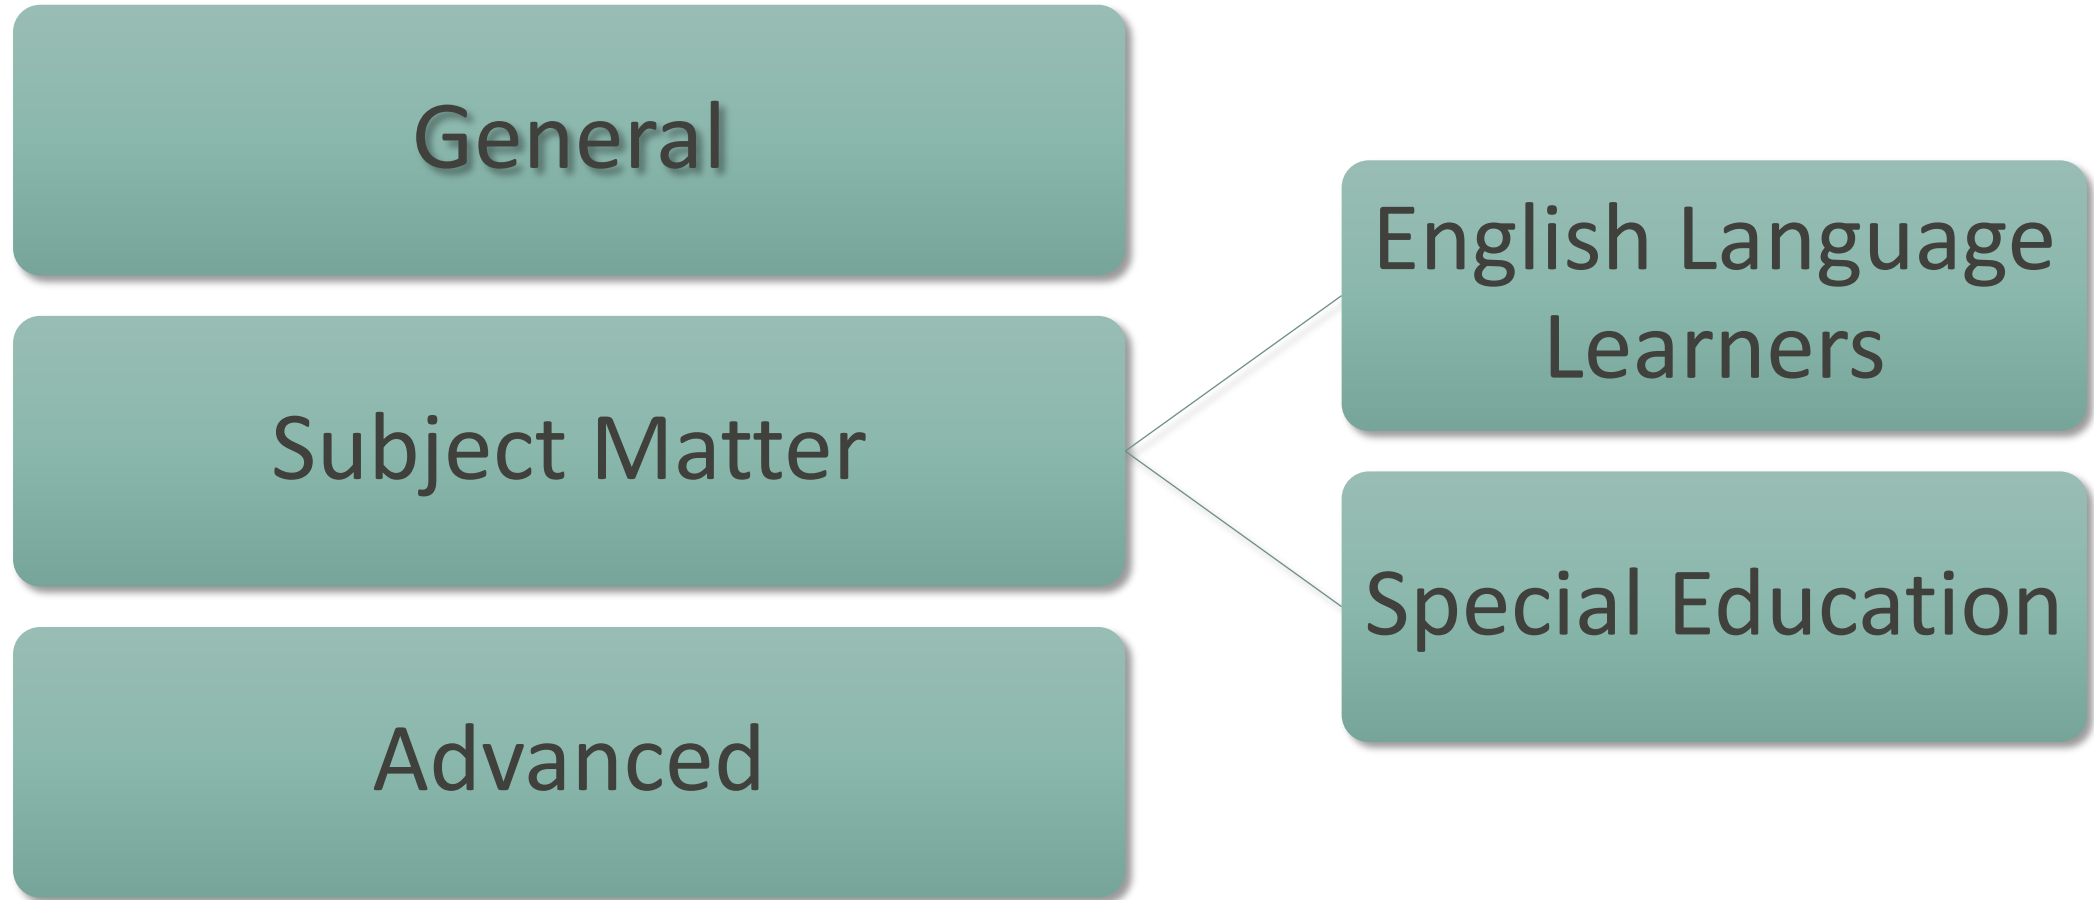 General
Subject Matter
Advanced
English Language
Learners
Special Education